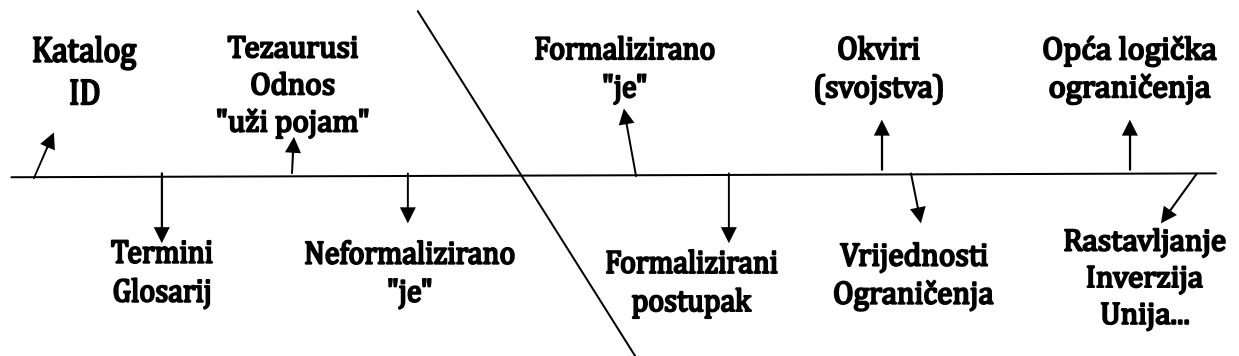 Katalog
ID
Tezaurusi
Odnos
"uži pojam"
Formalizirano
"je"
Okviri
(svojstva)
Opća logička
ograničenja
Termini
Glosarij
Neformalizirano
"je"
Formalizirani
postupak
Vrijednosti
Ograničenja
Rastavljanje
Inverzija
Unija...